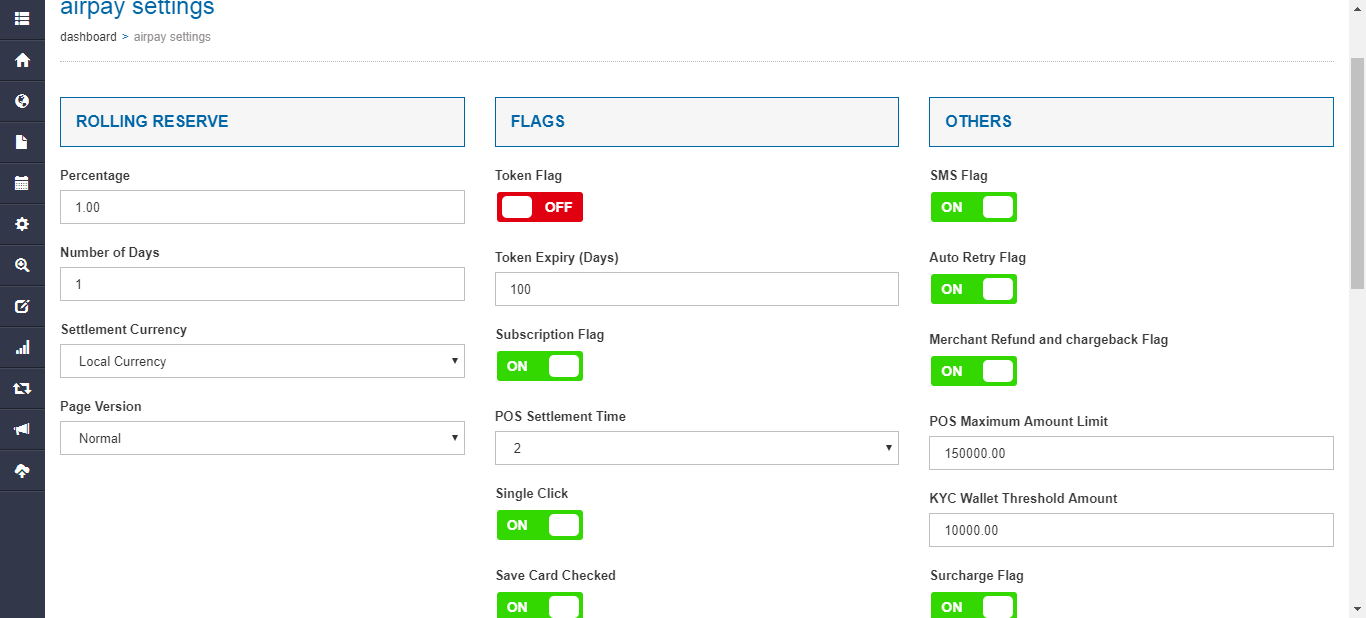 airpay settings
dashboard > airpay settings
ROLLING RESERVE
Percentage
1.00
Number of Days
1
Settlement Currency
Local Currency
Page Version
Normal
FLAGS
Token Flag
OFF
Token Expiry (Days)
100
Subscription Flag
ON
POS Settlement Time
2
Single Click
ON
Save Card Checked
ON
OTHERS
SMS Flag
ON
Auto Retry Flag
ON
Merchant Refund and chargeback Flag
ON
POS Maximum Amount Limit
150000.00
KYC Wallet Threshold Amount
10000.00
Surcharge Flag
ON